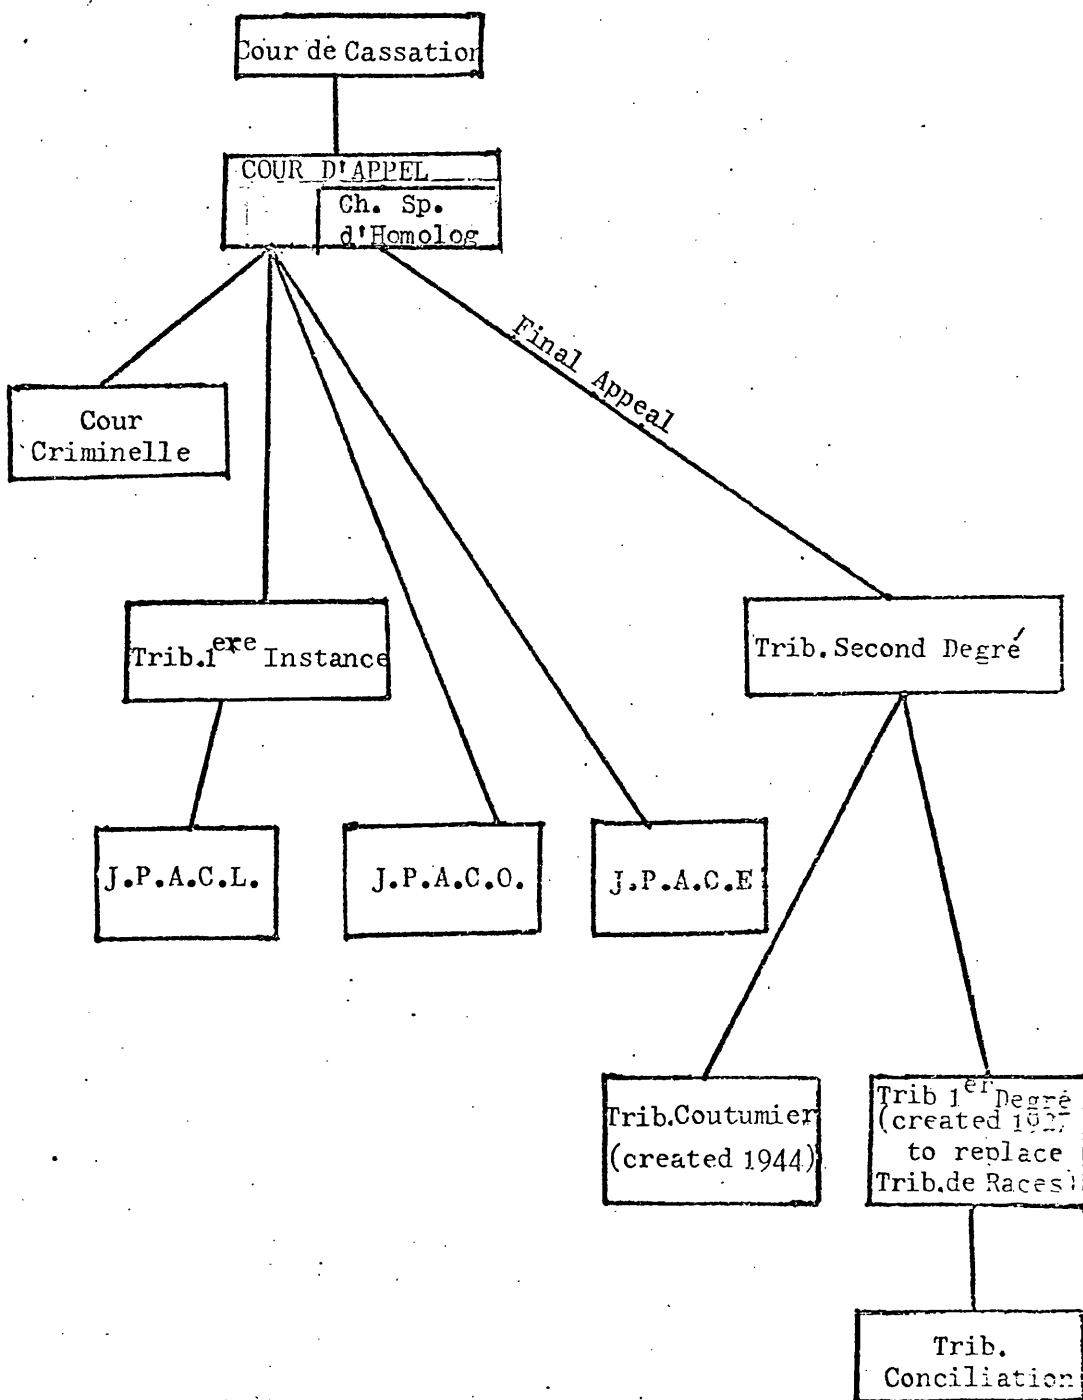 Cour de Cassation
COUR D'APPEL
Ch. Sp.
d'Homolog
Final Appeal
Cour
Criminelle
Trib.1ere Instance
Trib.Second Degré
J.P.A.C.L.
J.P.A.C.O.
J.P.A.C.E
Trib.Coutumier
(created 1944)
Trib 1er Degré
(created
to replace
Trib.de Races)
Trib.
Conciliation